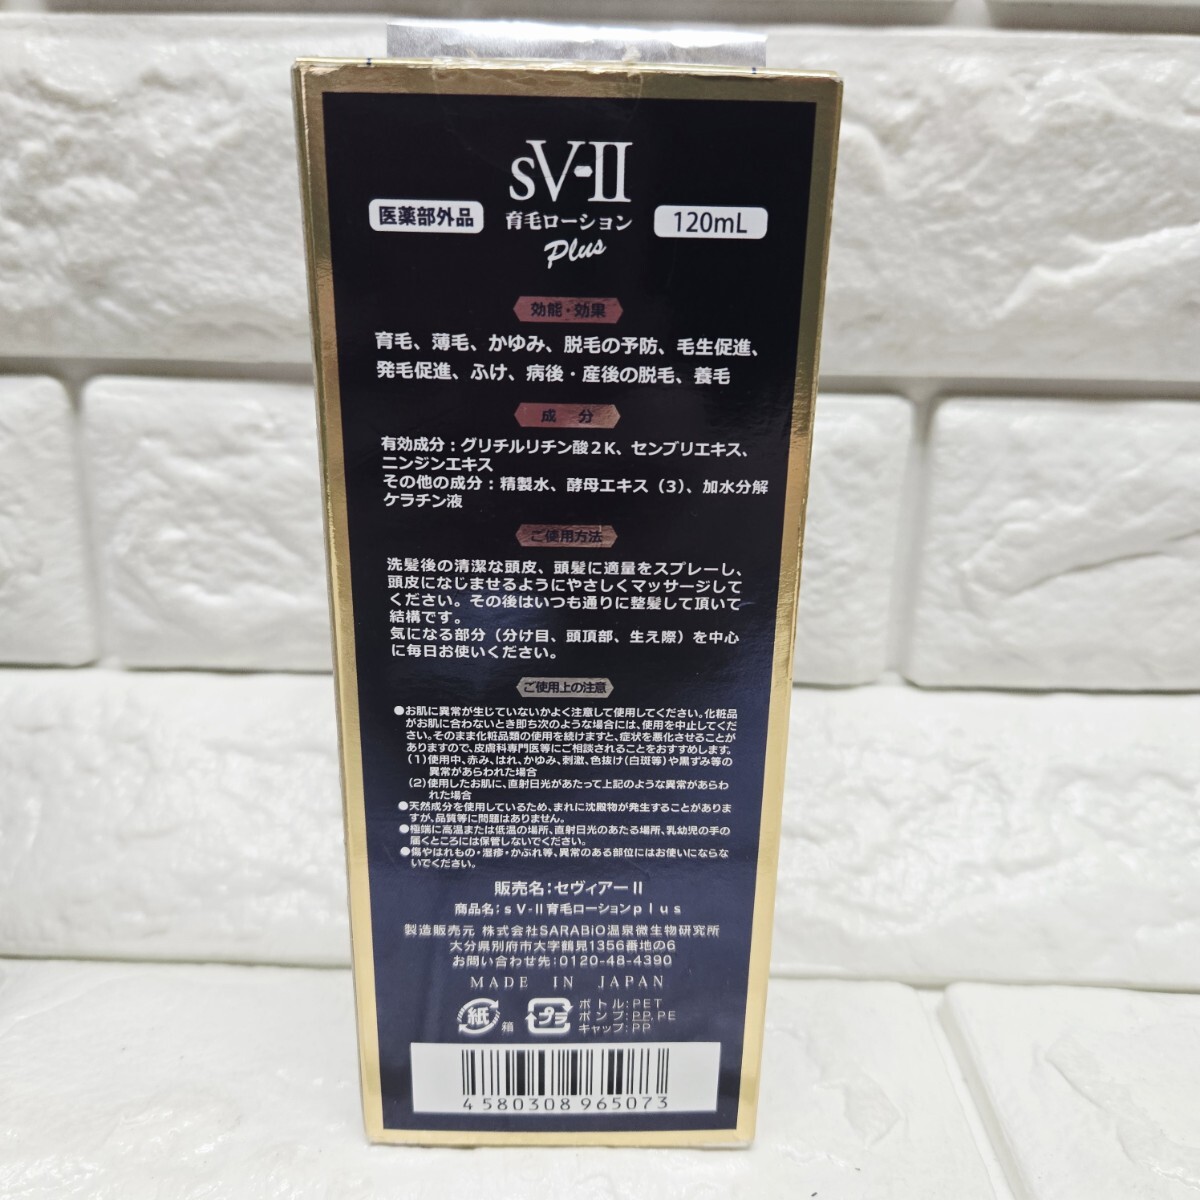 sV-II
医薬部外品
育毛ローション
120mL
Plus
効能・効果
育毛、薄毛、かゆみ、脱毛の予防、毛生促進、
発毛促進、ふけ、病後・産後の脱毛、養毛
成 分
有効成分：グリチルリチン酸2K、センブリエキス、
ニンジンエキス
その他の成分：精製水、酵母エキス（3）、加水分解
ケラチン液
ご使用方法
洗髪後の清潔な頭皮、頭髪に適量をスプレーし、
頭皮になじませるようにやさしくマッサージして
ください。その後はいつも通りに整髪して頂いて
結構です。
気になる部分（分け目、頭頂部、生え際）を中心
に毎日お使いください。
ご使用上の注意
●お肌に異常が生じていないかよく注意して使用してください。化粧品
がお肌に合わないとき即ち次のような場合には、使用を中止してくだ
さい。そのまま化粧品類の使用を続けますと、症状を悪化させることが
ありますので、皮膚科専門医等にご相談されることをおすすめします。
(1)使用中、赤み、はれ、かゆみ、刺激、色抜け(白斑等)や黒ずみ等の
異常があらわれた場合
(2)使用したお肌に、直射日光があたって上記のような異常があらわ
れた場合
●天然成分を使用しているため、まれに沈殿物が発生することがありま
すが、品質等に問題はありません。
●極端に高温または低温の場所、直射日光のあたる場所、乳幼児の手の
届くところには保管しないでください。
●傷やはれもの・湿疹・かぶれ等、異常のある部位にはお使いにならな
いでください。
販売名：セヴィアーII
商品名：sV-II育毛ローションplus
製造販売元 株式会社SARABiO温泉微生物研究所
大分県別府市大字鶴見1356番地の6
お問い合わせ先：0120-48-4390
MADE IN JAPAN
紙 箱
プラ
ボトル：PET
ポンプ：PP, PE
キャップ：PP
4580308965073